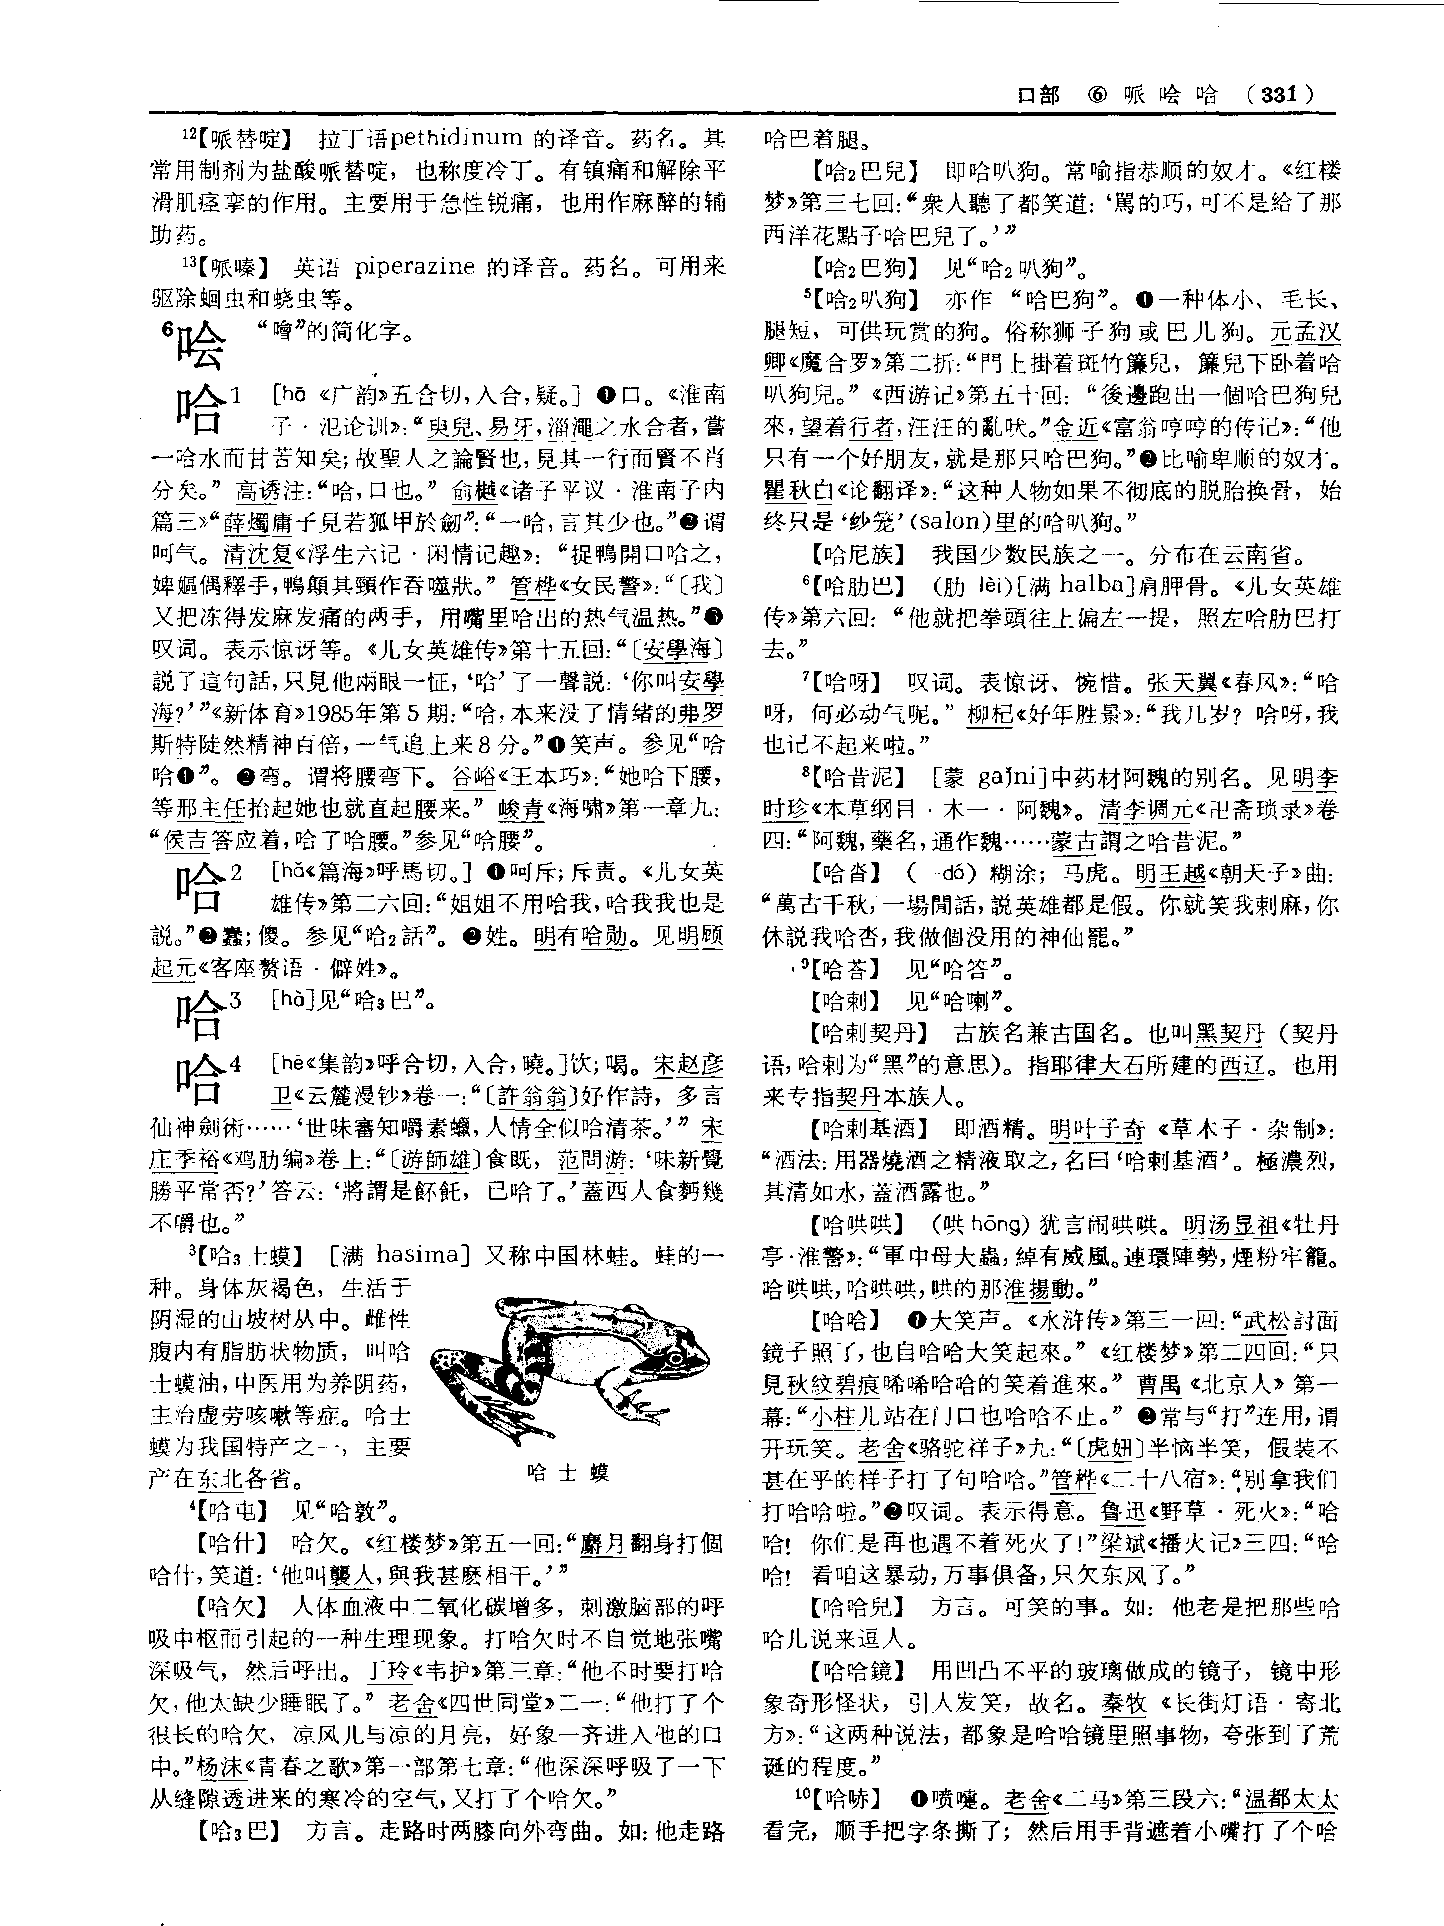 口部 ⑥ 哌 哙 哈 (331)
¹²【哌替啶】 拉丁语pethidinum 的译音。药名。其
常用制剂为盐酸哌替啶，也称度冷丁。有镇痛和解除平
滑肌痉挛的作用。主要用于急性锐痛，也用作麻醉的辅
助药。
¹³【哌嗪】 英语 piperazine 的译音。药名。可用来
驱除蛔虫和蛲虫等。
⁶哙 “噲”的简化字。
哈1 [hā《广韵》五合切，入合，疑。] ❶口。《淮南
子·氾论训》：“臾兒、易牙，淄澠之水合者，嘗
一哈水而甘苦知矣；故聖人之論賢也，見其一行而賢不肖
分矣。” 高诱注：“哈，口也。” 俞樾《诸子平议·淮南子内
篇三》“薛燭庸子見若狐甲於劒”：“一哈，言其少也。”❷谓
呵气。清沈复《浮生六记·闲情记趣》：“捉鴨開口哈之，
婢嫗偶釋手，鴨顛其頸作吞噬狀。” 管桦《女民警》：“〔我〕
又把冻得发麻发痛的两手，用嘴里哈出的热气温热。”❸
叹词。表示惊讶等。《儿女英雄传》第十五回：“〔安學海〕
説了這句話，只見他兩眼一怔，‘哈’了一聲説：‘你叫安學
海？’”《新体育》1985年第5期：“哈，本来没了情绪的弗罗
斯特陡然精神百倍，一气追上来8分。”❹笑声。参见“哈
哈❶”。❺弯。谓将腰弯下。谷峪《王本巧》：“她哈下腰，
等邢主任抬起她也就直起腰来。” 峻青《海啸》第一章九：
“侯吉答应着，哈了哈腰。”参见“哈腰”。
哈2 [hǎ《篇海》呼馬切。] ❶呵斥；斥责。《儿女英
雄传》第二六回：“姐姐不用哈我，哈我我也是
説。”❷蠢；傻。参见“哈₂話”。❸姓。明有哈勋。见明顾
起元《客座赘语·僻姓》。
哈3 [hà]见“哈₃巴”。
哈4 [hē《集韵》呼合切，入合，曉。]饮；喝。宋赵彦
卫《云麓漫钞》卷一：“〔許翁翁〕好作詩，多言
仙神劍術……‘世味審知嚼素蠟，人情全似哈清茶。’” 宋
庄季裕《鸡肋编》卷上：“〔游師雄〕食既，范問游：‘味新覺
勝平常否？’答云：‘將謂是飥飥，已哈了。’蓋西人食麪幾
不嚼也。”
³【哈₃士蟆】 [满 hasima] 又称中国林蛙。蛙的一
种。身体灰褐色，生活于
阴湿的山坡树丛中。雌性
腹内有脂肪状物质，叫哈
士蟆油，中医用为养阴药，
主治虚劳咳嗽等症。哈士
蟆为我国特产之一，主要
产在东北各省。
哈 士 蟆
⁴【哈屯】 见“哈敦”。
【哈什】 哈欠。《红楼梦》第五一回：“麝月翻身打個
哈什，笑道：‘他叫襲人，與我甚麽相干。’”
【哈欠】 人体血液中二氧化碳增多，刺激脑部的呼
吸中枢而引起的一种生理现象。打哈欠时不自觉地张嘴
深吸气，然后呼出。丁玲《韦护》第三章：“他不时要打哈
欠，他太缺少睡眠了。” 老舍《四世同堂》二一：“他打了个
很长的哈欠，凉风儿与凉的月亮，好象一齐进入他的口
中。”杨沫《青春之歌》第一部第七章：“他深深呼吸了一下
从缝隙透进来的寒冷的空气，又打了个哈欠。”
【哈₃巴】 方言。走路时两膝向外弯曲。如：他走路
哈巴着腿。
【哈₂巴兒】 即哈叭狗。常喻指恭顺的奴才。《红楼
梦》第三七回：“衆人聽了都笑道：‘駡的巧，可不是给了那
西洋花點子哈巴兒了。’”
【哈₂巴狗】 见“哈₂叭狗”。
⁵【哈₂叭狗】 亦作 “哈巴狗”。❶一种体小、毛长、
腿短，可供玩赏的狗。俗称狮子狗或巴儿狗。元孟汉
卿《魔合罗》第二折：“門上掛着斑竹簾兒，簾兒下卧着哈
叭狗兒。” 《西游记》第五十回：“後邊跑出一個哈巴狗兒
來，望着行者，汪汪的亂吠。”金近《富翁哼哼的传记》：“他
只有一个好朋友，就是那只哈巴狗。”❷比喻卑顺的奴才。
瞿秋白《论翻译》：“这种人物如果不彻底的脱胎换骨，始
终只是‘纱笼’(salon)里的哈叭狗。”
【哈尼族】 我国少数民族之一。分布在云南省。
⁶【哈肋巴】 (肋 lèi)[满 halba]肩胛骨。《儿女英雄
传》第六回：“他就把拳頭往上偏左一提，照左哈肋巴打
去。”
⁷【哈呀】 叹词。表惊讶、惋惜。张天翼《春风》：“哈
呀，何必动气呢。” 柳杞《好年胜景》：“我几岁？哈呀，我
也记不起来啦。”
⁸【哈昔泥】 [蒙 gaǰni]中药材阿魏的别名。见明李
时珍《本草纲目·木一·阿魏》。清李调元《卍斋琐录》卷
四：“阿魏，藥名，通作魏……蒙古謂之哈昔泥。”
【哈沓】 ( -dá) 糊涂；马虎。明王越《朝天子》曲：
“萬古千秋，一場閒話，説英雄都是假。你就笑我剌麻，你
休説我哈沓，我做個没用的神仙罷。”
⁹【哈荅】 见“哈答”。
【哈剌】 见“哈喇”。
【哈剌契丹】 古族名兼古国名。也叫黑契丹（契丹
语，哈剌为“黑”的意思）。指耶律大石所建的西辽。也用
来专指契丹本族人。
【哈剌基酒】 即酒精。明叶子奇《草木子·杂制》：
“酒法：用器燒酒之精液取之，名曰‘哈剌基酒’。極濃烈，
其清如水，蓋酒露也。”
【哈哄哄】 (哄 hōng) 犹言闹哄哄。明汤显祖《牡丹
亭·淮警》：“軍中母大蟲，綽有威風。連環陣勢，煙粉牢籠。
哈哄哄，哈哄哄，哄的那淮揚動。”
【哈哈】 ❶大笑声。《水浒传》第三一回：“武松討面
鏡子照了，也自哈哈大笑起來。” 《红楼梦》第二四回：“只
見秋紋碧痕唏唏哈哈的笑着進來。” 曹禺《北京人》第一
幕：“小柱儿站在门口也哈哈不止。” ❷常与“打”连用，谓
开玩笑。老舍《骆驼祥子》九：“〔虎妞〕半恼半笑，假装不
甚在乎的样子打了句哈哈。”管桦《二十八宿》：“别拿我们
打哈哈啦。”❸叹词。表示得意。鲁迅《野草·死火》：“哈
哈！你们是再也遇不着死火了！”梁斌《播火记》三四：“哈
哈！看咱这暴动，万事俱备，只欠东风了。”
【哈哈兒】 方言。可笑的事。如：他老是把那些哈
哈儿说来逗人。
【哈哈鏡】 用凹凸不平的玻璃做成的镜子，镜中形
象奇形怪状，引人发笑，故名。秦牧《长街灯语·寄北
方》：“这两种说法，都象是哈哈镜里照事物，夸张到了荒
诞的程度。”
¹⁰【哈哧】 ❶喷嚏。老舍《二马》第三段六：“温都太太
看完，顺手把字条撕了；然后用手背遮着小嘴打了个哈